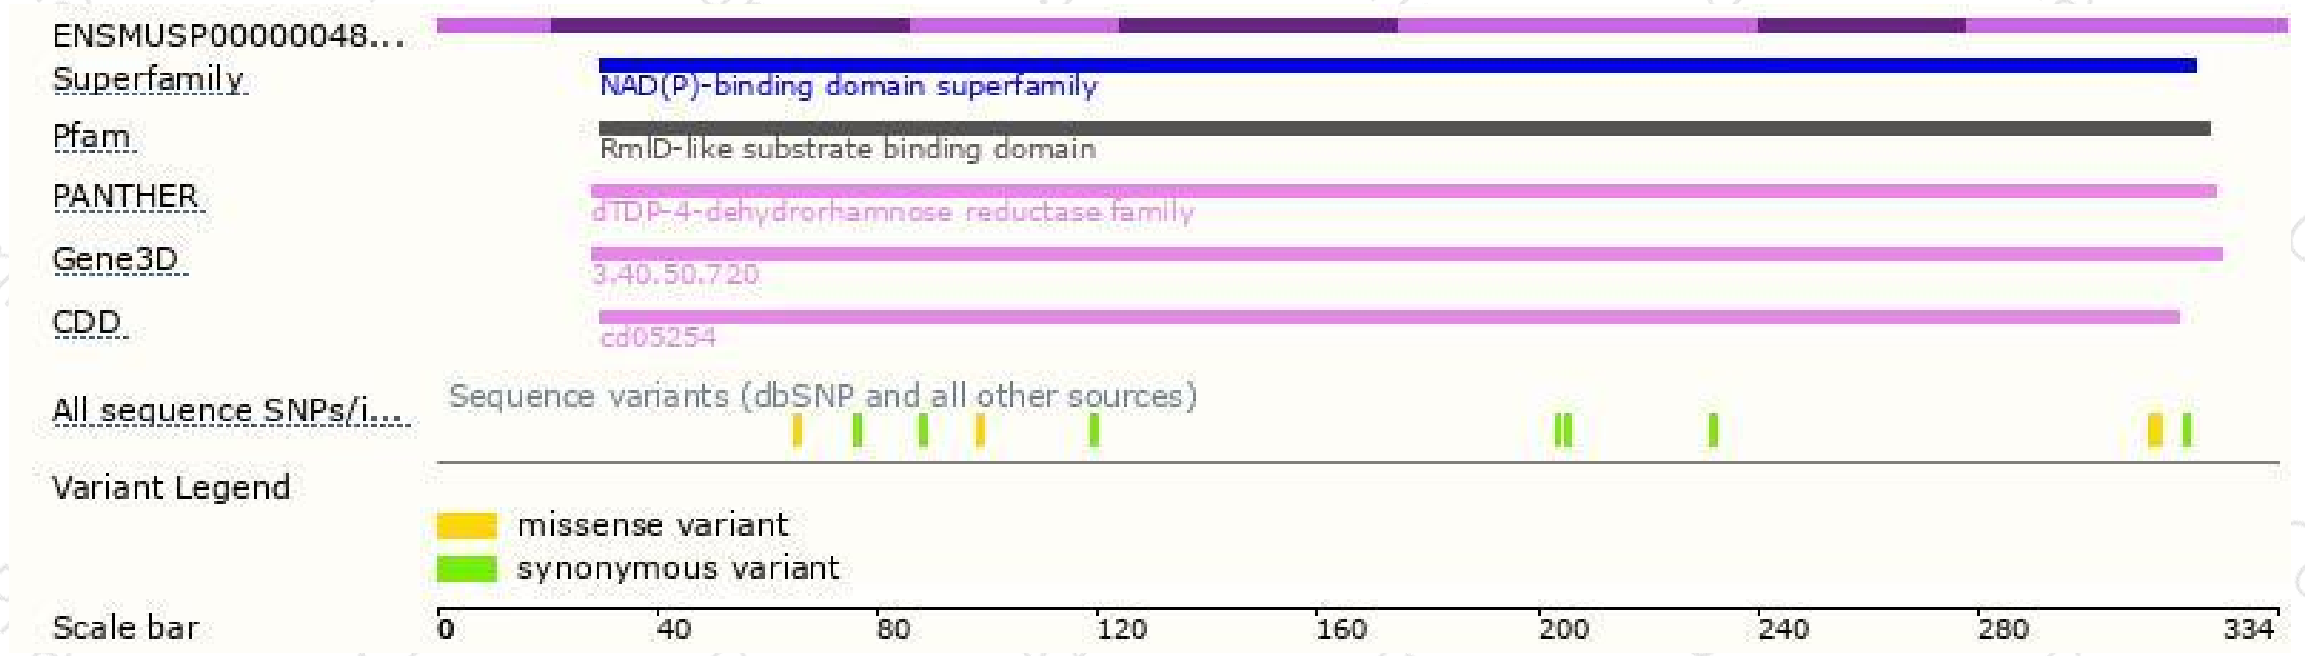 ENSMUSP00000048...
Superfamily
NAD(P)-binding domain superfamily
Pfam
RmlD-like substrate binding domain
PANTHER
dTDP-4-dehydrorhamnose reductase family
Gene3D
3.40.50.720
CDD
cd05254
All sequence SNPs/i...
Sequence variants (dbSNP and all other sources)
Variant Legend
missense variant
synonymous variant
Scale bar 0 40 80 120 160 200 240 280 334